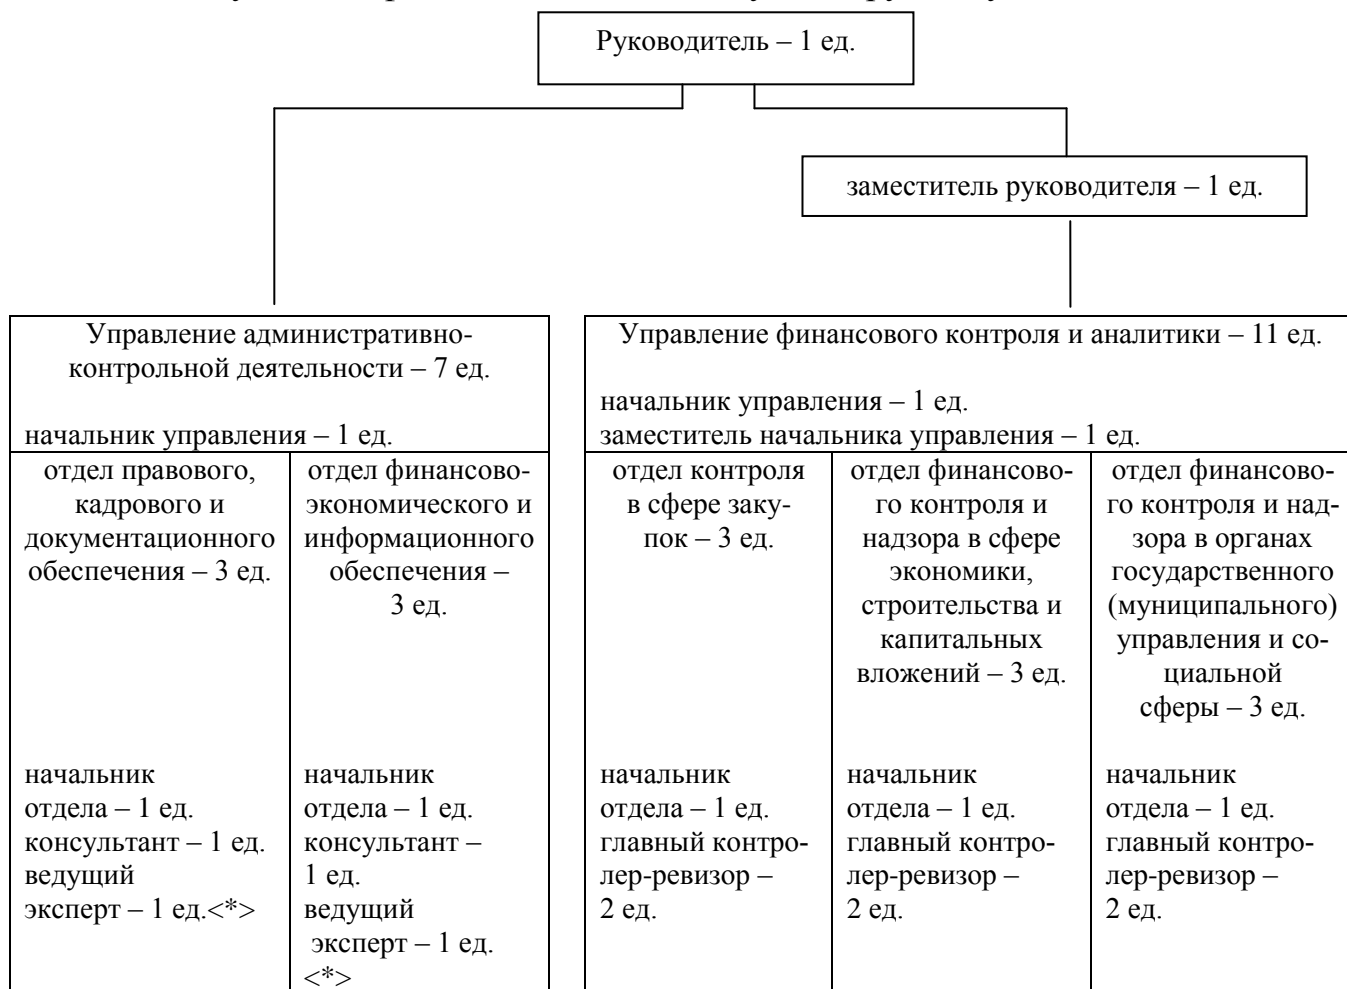 Руководитель – 1 ед.
заместитель руководителя – 1 ед.
Управление административно-
контрольной деятельности – 7 ед.
начальник управления – 1 ед.
отдел правового,
кадрового и
документационного
обеспечения – 3 ед.
начальник
отдела – 1 ед.
консультант – 1 ед.
ведущий
эксперт – 1 ед.<*>
отдел финансово-
экономического и
информационного
обеспечения –
3 ед.
начальник
отдела – 1 ед.
консультант –
1 ед.
ведущий
эксперт – 1 ед.
<*>
Управление финансового контроля и аналитики – 11 ед.
начальник управления – 1 ед.
заместитель начальника управления – 1 ед.
отдел контроля
в сфере заку-
пок – 3 ед.
начальник
отдела – 1 ед.
главный контро-
лер-ревизор –
2 ед.
отдел финансово-
го контроля и
надзора в сфере
экономики,
строительства и
капитальных
вложений – 3 ед.
начальник
отдела – 1 ед.
главный контро-
лер-ревизор –
2 ед.
отдел финансово-
го контроля и над-
зора в органах
государственного
(муниципального)
управления и со-
циальной
сферы – 3 ед.
начальник
отдела – 1 ед.
главный контро-
лер-ревизор –
2 ед.